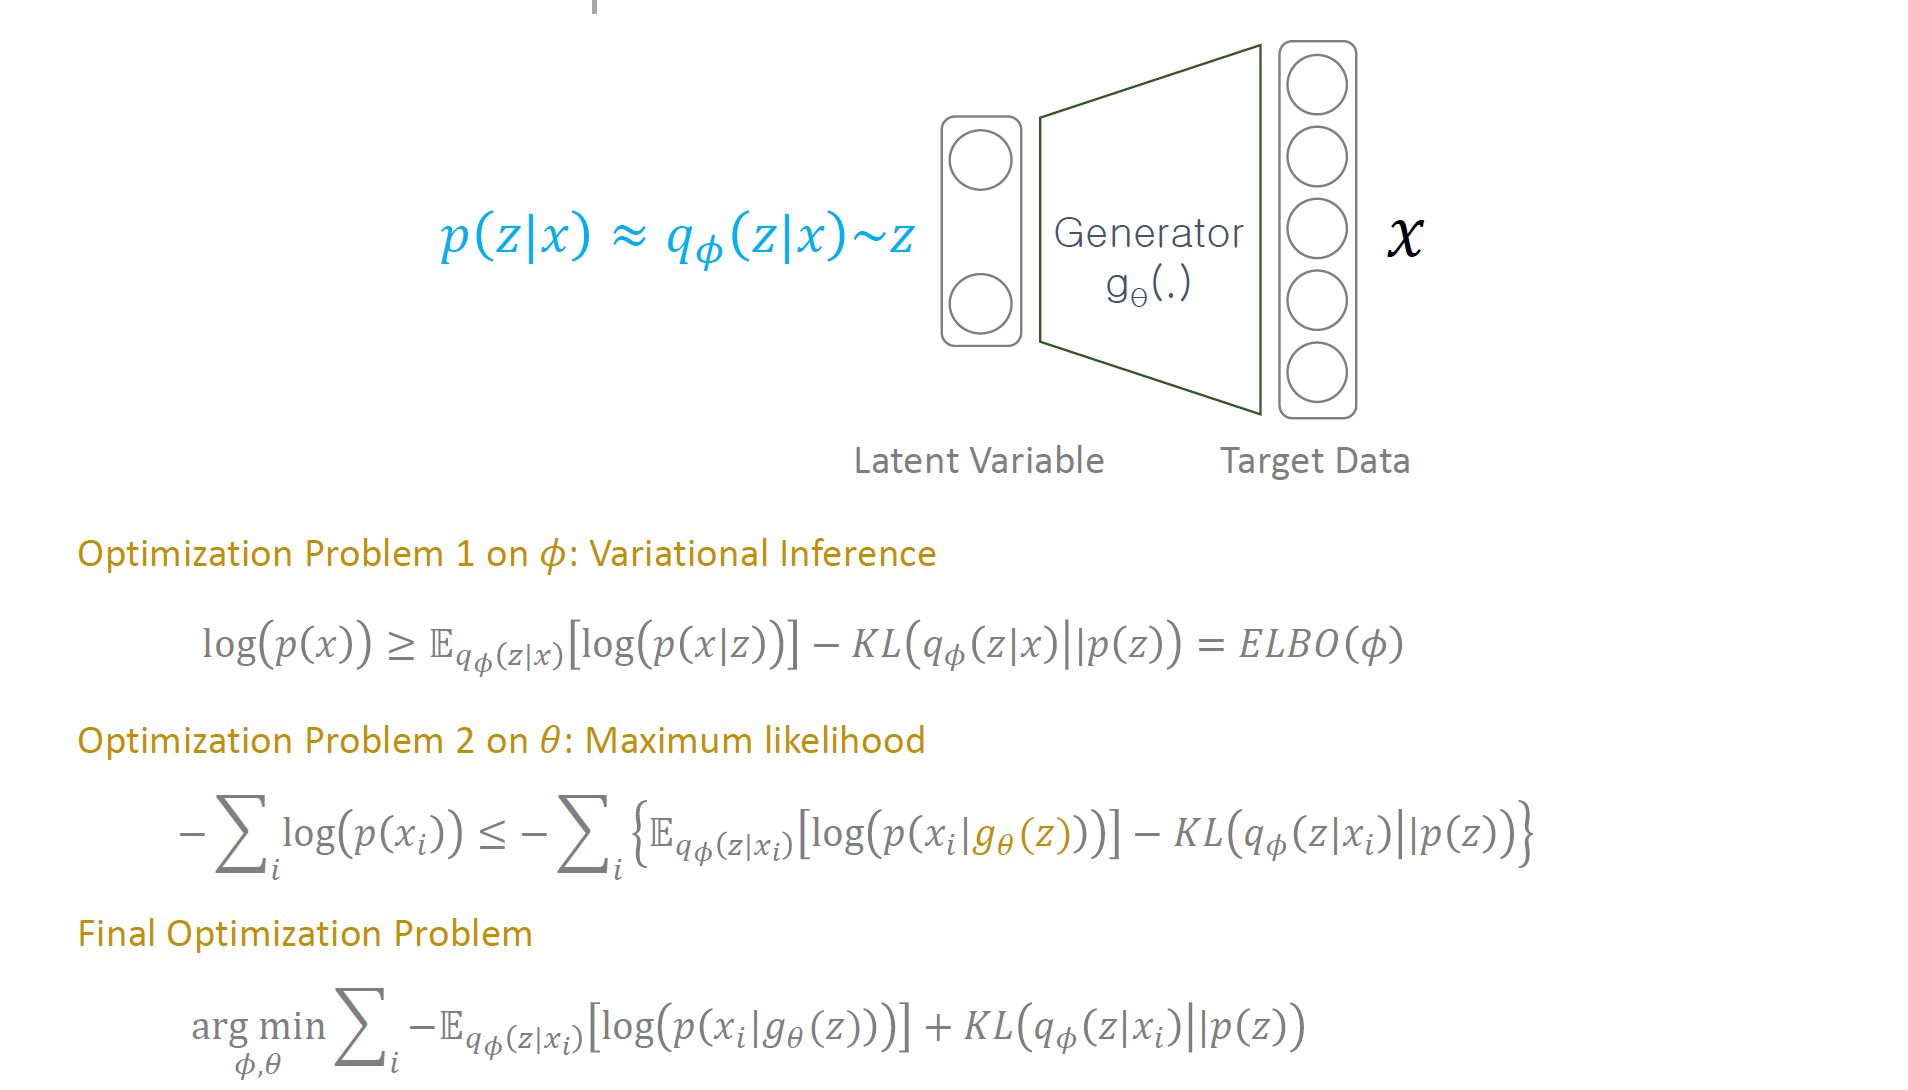 p(z|x) ≈ q_ϕ(z|x)~z
Generator
g_θ(.)
x
Latent Variable
Target Data
Optimization Problem 1 on ϕ: Variational Inference
log(p(x)) ≥ 𝔼_{q_ϕ(z|x)}[log(p(x|z))] − KL(q_ϕ(z|x)||p(z)) = ELBO(ϕ)
Optimization Problem 2 on θ: Maximum likelihood
− ∑_i log(p(x_i)) ≤ − ∑_i {𝔼_{q_ϕ(z|x_i)}[log(p(x_i|g_θ(z)))] − KL(q_ϕ(z|x_i)||p(z))}
Final Optimization Problem
arg min_{ϕ,θ} ∑_i −𝔼_{q_ϕ(z|x_i)}[log(p(x_i|g_θ(z)))] + KL(q_ϕ(z|x_i)||p(z))